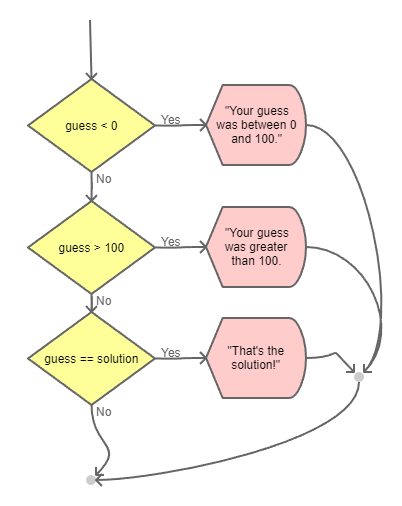 guess < 0
Yes
"Your guess
was between 0
and 100."
No
guess > 100
Yes
"Your guess
was greater
than 100.
No
guess == solution
Yes
"That's the
solution!"
No